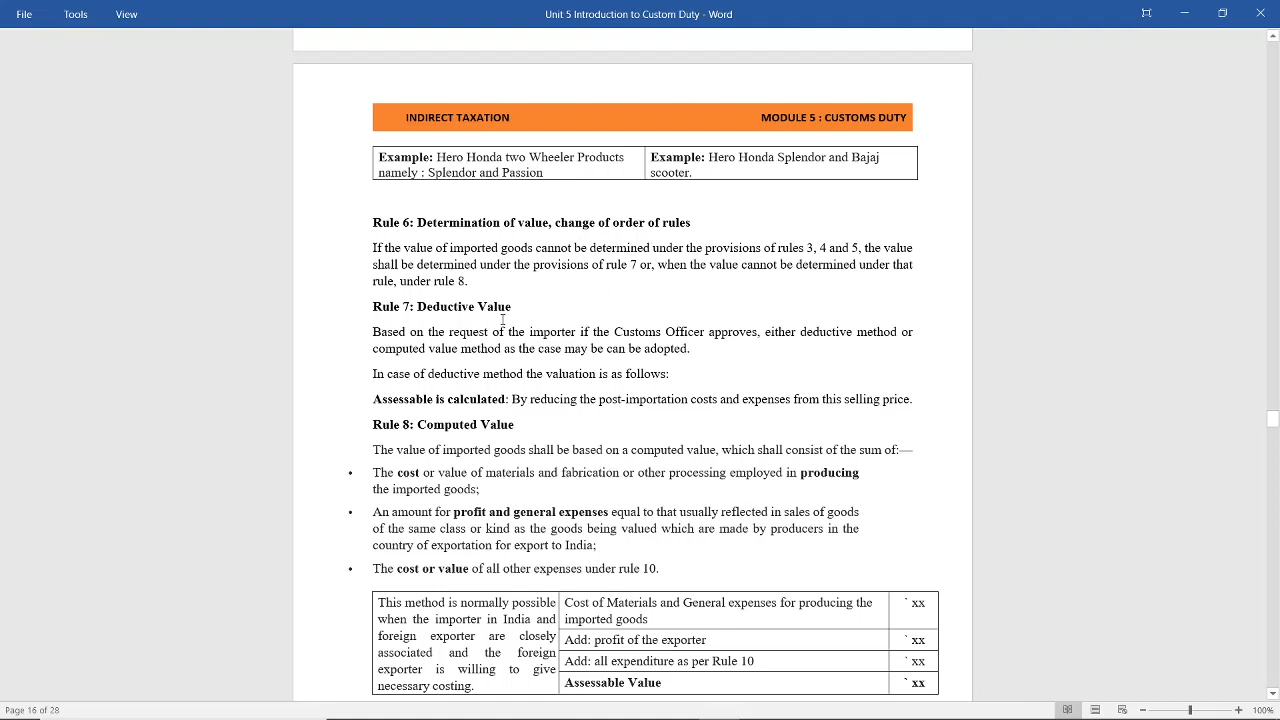 File Tools View Unit 5 Introduction to Custom Duty - Word
INDIRECT TAXATION MODULE 5 : CUSTOMS DUTY
Example: Hero Honda two Wheeler Products
namely : Splendor and Passion
Example: Hero Honda Splendor and Bajaj
scooter.
Rule 6: Determination of value, change of order of rules
If the value of imported goods cannot be determined under the provisions of rules 3, 4 and 5, the value
shall be determined under the provisions of rule 7 or, when the value cannot be determined under that
rule, under rule 8.
Rule 7: Deductive Value
Based on the request of the importer if the Customs Officer approves, either deductive method or
computed value method as the case may be can be adopted.
In case of deductive method the valuation is as follows:
Assessable is calculated: By reducing the post-importation costs and expenses from this selling price.
Rule 8: Computed Value
The value of imported goods shall be based on a computed value, which shall consist of the sum of:—
• The cost or value of materials and fabrication or other processing employed in producing
the imported goods;
• An amount for profit and general expenses equal to that usually reflected in sales of goods
of the same class or kind as the goods being valued which are made by producers in the
country of exportation for export to India;
• The cost or value of all other expenses under rule 10.
This method is normally possible
when the importer in India and
foreign exporter are closely
associated and the foreign
exporter is willing to give
necessary costing.
Cost of Materials and General expenses for producing the ` xx
imported goods
Add: profit of the exporter ` xx
Add: all expenditure as per Rule 10 ` xx
Assessable Value ` xx
Page 16 of 28 100%